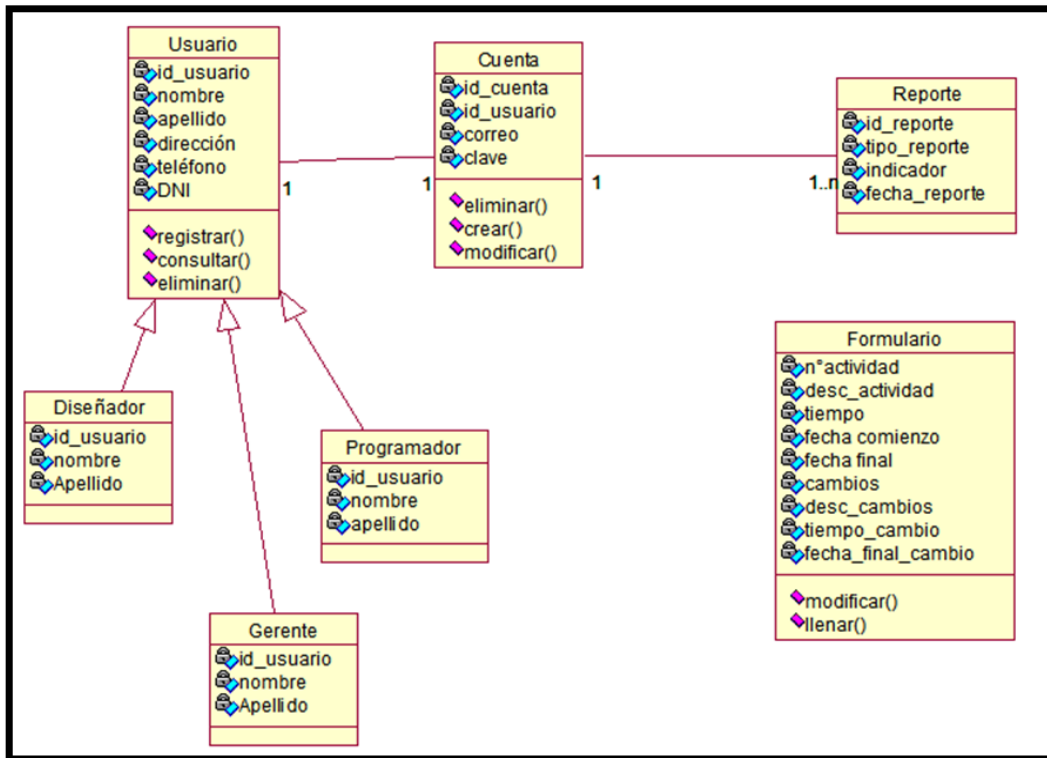 Usuario
id_usuario
nombre
apellido
dirección
teléfono
DNI
registrar()
consultar()
eliminar()
1
1
Cuenta
id_cuenta
id_usuario
correo
clave
eliminar()
crear()
modificar()
1
1..n
Reporte
id_reporte
tipo_reporte
indicador
fecha_reporte
Diseñador
id_usuario
nombre
Apellido
Programador
id_usuario
nombre
apellido
Gerente
id_usuario
nombre
Apellido
Formulario
n°actividad
desc_actividad
tiempo
fecha comienzo
fecha final
cambios
desc_cambios
tiempo_cambio
fecha_final_cambio
modificar()
llenar()